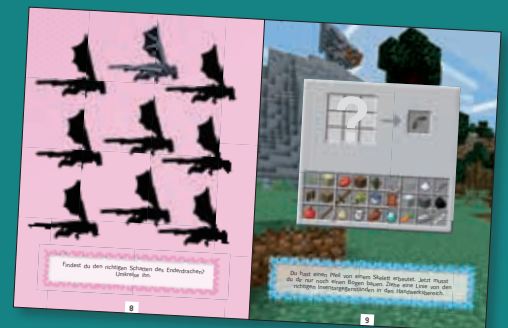 Findest du den richtigen Schatten des Enderdrachen?
Umkreise ihn.
8
?
Du hast einen Pfeil von einem Skelett erbeutet. Jetzt musst
du dir nur noch einen Bogen bauen. Ziehe eine Linie von den
richtigen Inventargegenständen in den Handwerksbereich.
9